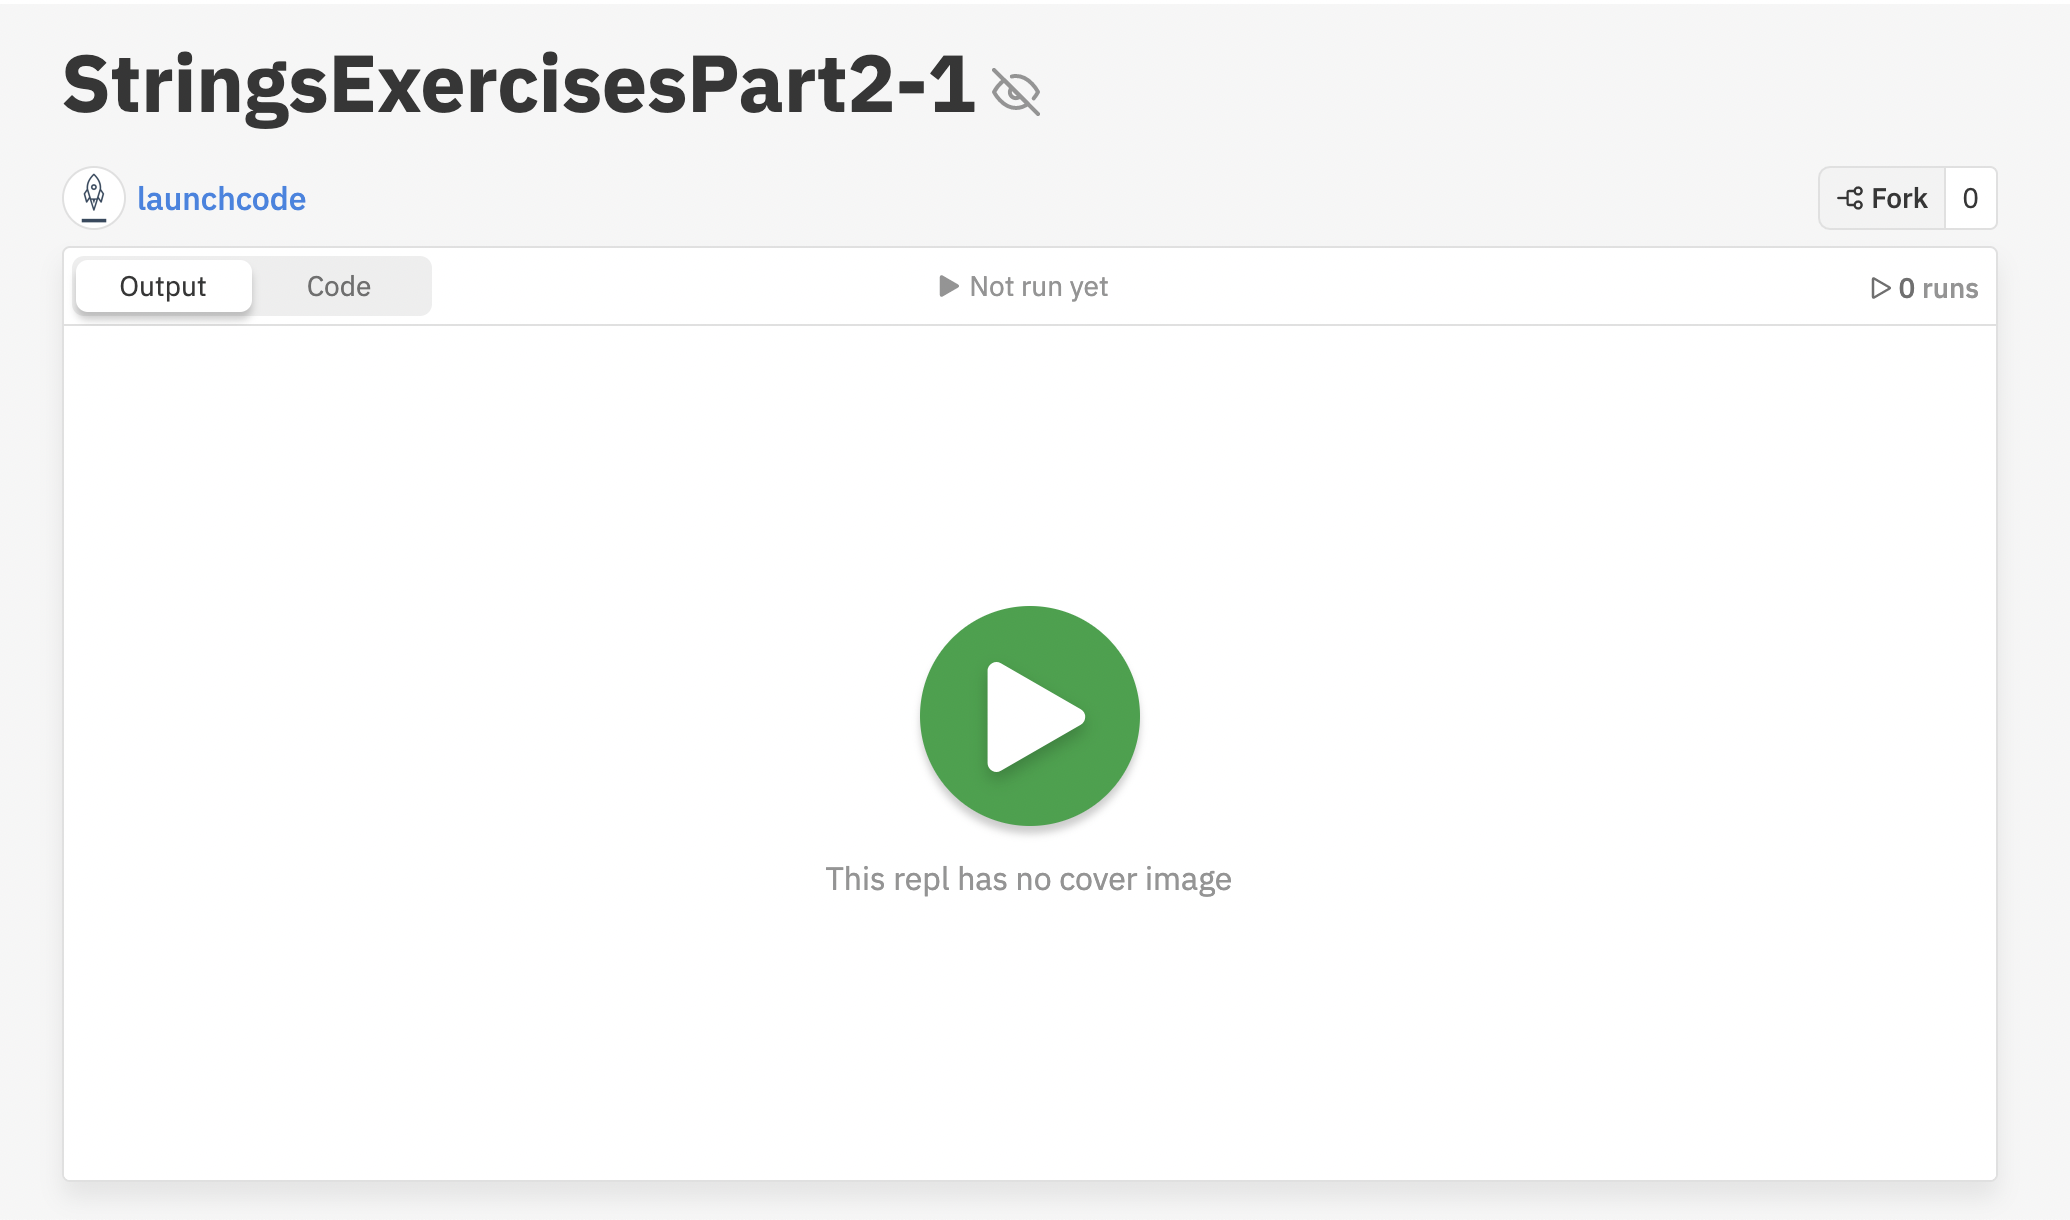 StringsExercisesPart2-1
launchcode
Fork 0
Output Code Not run yet 0 runs
This repl has no cover image